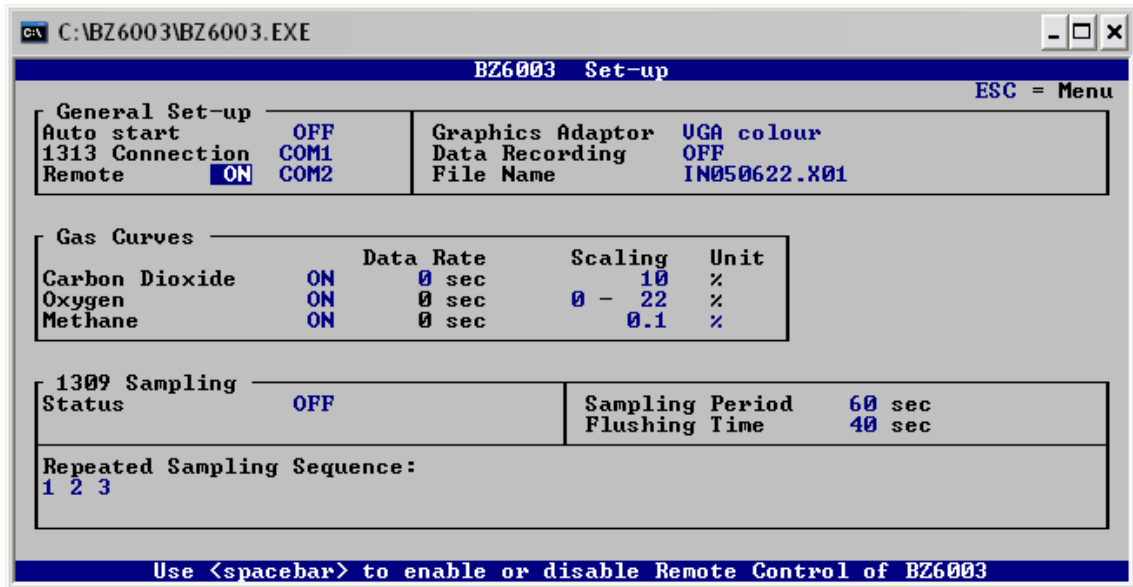 C:\BZ6003\BZ6003.EXE
BZ6003 Set-up
ESC = Menu
General Set-up
Auto start OFF Graphics Adaptor VGA colour
1313 Connection COM1 Data Recording OFF
Remote ON COM2 File Name IN050622.X01
Gas Curves
Data Rate Scaling Unit
Carbon Dioxide ON 0 sec 10 %
Oxygen ON 0 sec 0 - 22 %
Methane ON 0 sec 0.1 %
1309 Sampling
Status OFF Sampling Period 60 sec
Flushing Time 40 sec
Repeated Sampling Sequence:
1 2 3
Use <spacebar> to enable or disable Remote Control of BZ6003